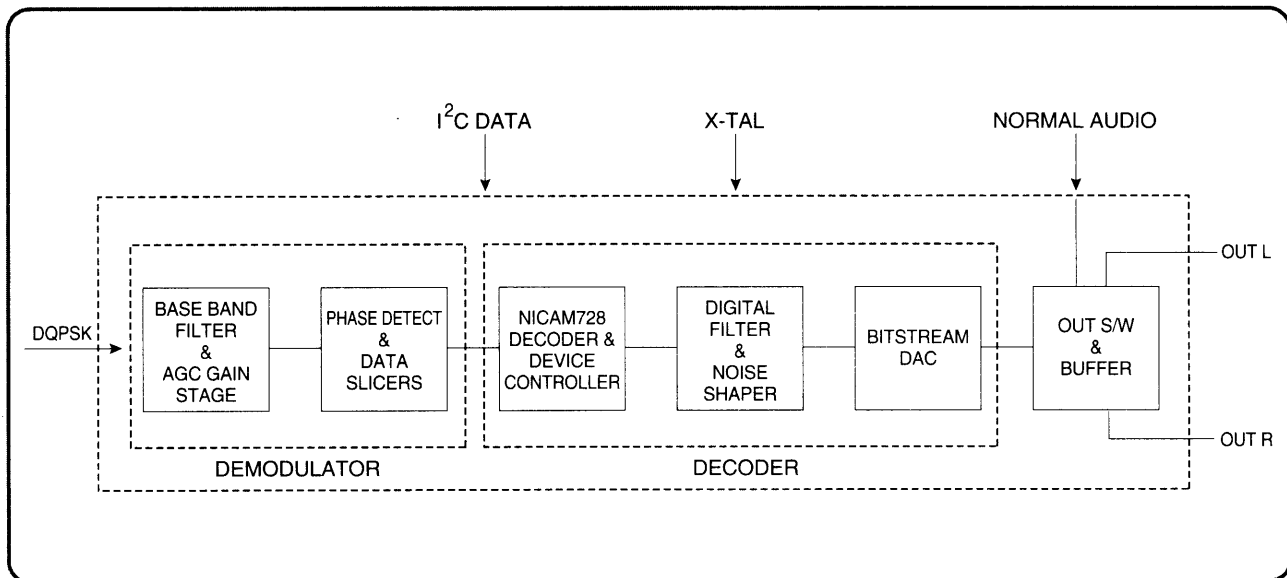 I²C DATA
X-TAL
NORMAL AUDIO
OUT L
DQPSK
BASE BAND
FILTER
&
AGC GAIN
STAGE
PHASE DETECT
&
DATA
SLICERS
NICAM728
DECODER &
DEVICE
CONTROLLER
DIGITAL
FILTER
&
NOISE
SHAPER
BITSTREAM
DAC
OUT S/W
&
BUFFER
OUT R
DEMODULATOR
DECODER